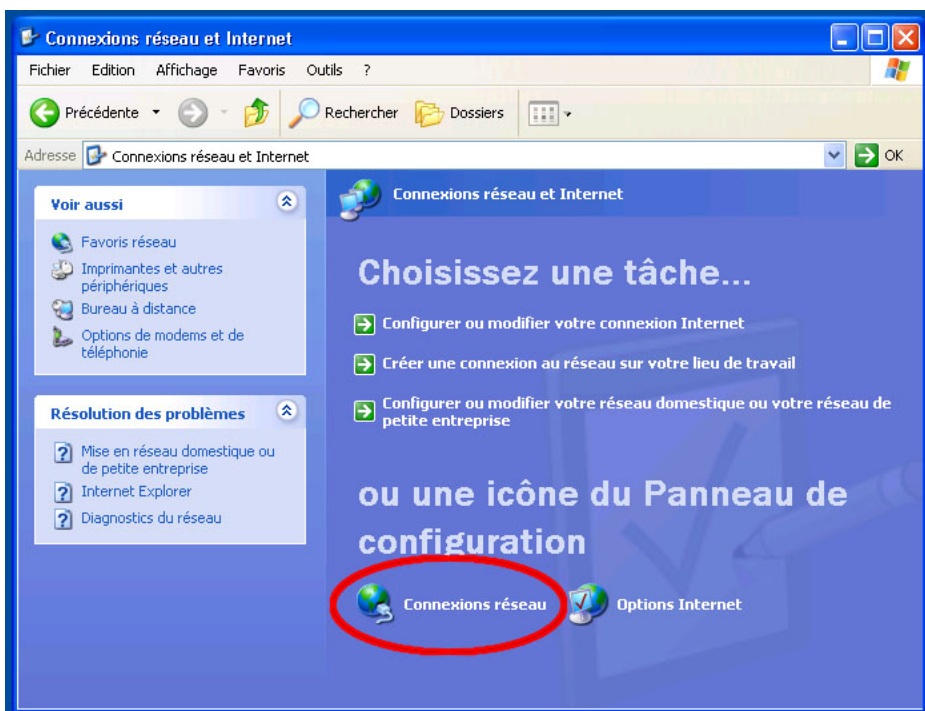 Connexions réseau et Internet
Fichier Edition Affichage Favoris Outils ?
Précédente Rechercher Dossiers
Adresse Connexions réseau et Internet OK
Voir aussi
Favoris réseau
Imprimantes et autres
périphériques
Bureau à distance
Options de modems et de
téléphonie
Résolution des problèmes
Mise en réseau domestique ou
de petite entreprise
Internet Explorer
Diagnostics du réseau
Connexions réseau et Internet
Choisissez une tâche...
Configurer ou modifier votre connexion Internet
Créer une connexion au réseau sur votre lieu de travail
Configurer ou modifier votre réseau domestique ou votre réseau de
petite entreprise
ou une icône du Panneau de
configuration
Connexions réseau Options Internet